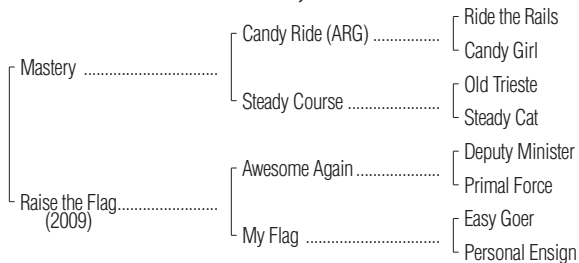 Ride the Rails
Candy Ride (ARG) ..................
Candy Girl
Mastery ................................
Old Trieste
Steady Course ........................
Steady Cat
Deputy Minister
Awesome Again ......................
Primal Force
Raise the Flag........................
(2009)
Easy Goer
My Flag ..................................
Personal Ensign